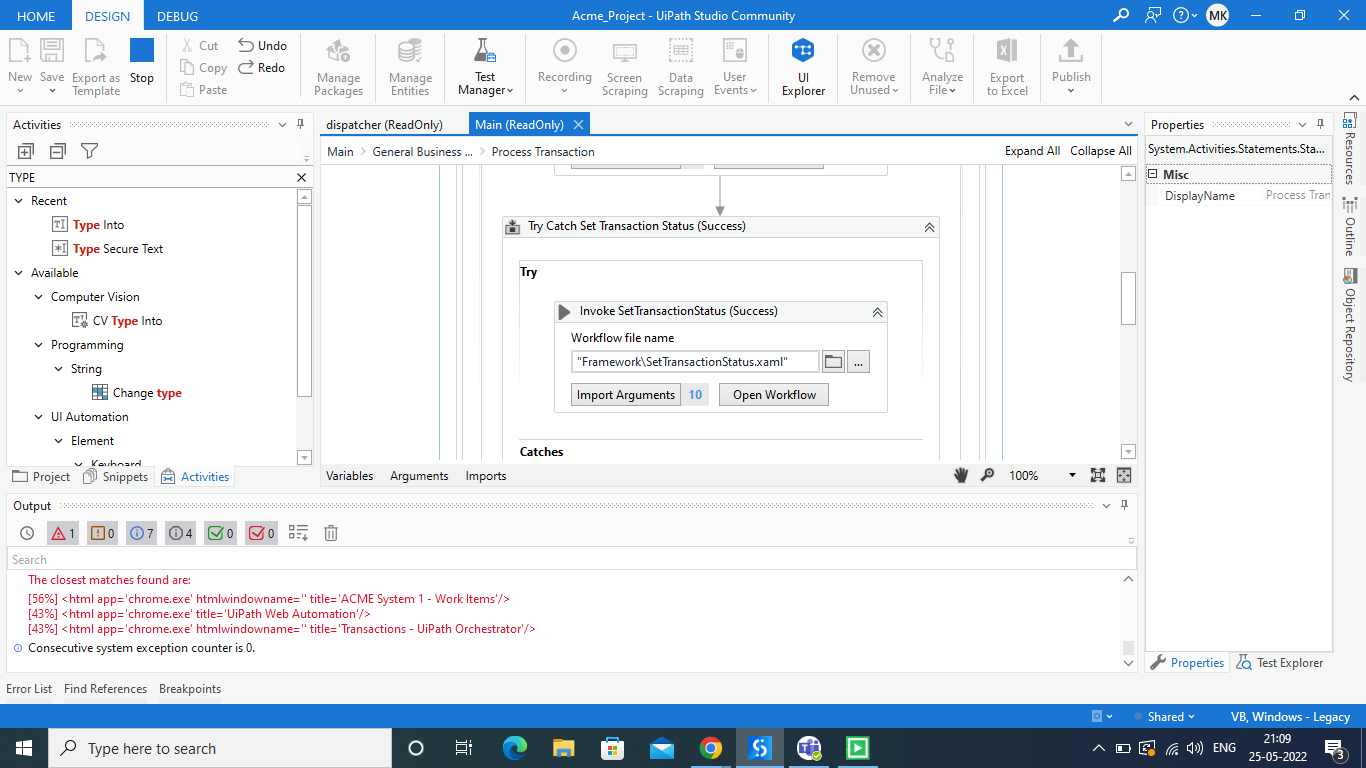 HOME DESIGN DEBUG Acme_Project - UiPath Studio Community MK
New Save Export as Template Stop Cut Copy Paste Undo Redo Manage Packages Manage Entities Test Manager Recording Screen Scraping Data Scraping User Events UI Explorer Remove Unused Analyze File Export to Excel Publish
Activities
TYPE
Recent
Type Into
Type Secure Text
Available
Computer Vision
CV Type Into
Programming
String
Change type
UI Automation
Element
Keyboard
Project Snippets Activities
dispatcher (ReadOnly) Main (ReadOnly)
Main General Business ... Process Transaction Expand All Collapse All
Try Catch Set Transaction Status (Success)
Try
Invoke SetTransactionStatus (Success)
Workflow file name
"Framework\SetTransactionStatus.xaml" ...
Import Arguments 10 Open Workflow
Catches
Variables Arguments Imports 100%
Properties
System.Activities.Statements.Sta...
Misc
DisplayName Process Tran
Resources
Outline
Object Repository
Properties Test Explorer
Output
1 0 7 4 0 0
Search
The closest matches found are:
[56%] <html app='chrome.exe' htmlwindowname='' title='ACME System 1 - Work Items'/>
[43%] <html app='chrome.exe' title='UiPath Web Automation'/>
[43%] <html app='chrome.exe' htmlwindowname='' title='Transactions - UiPath Orchestrator'/>
Consecutive system exception counter is 0.
Error List Find References Breakpoints
Shared VB, Windows - Legacy
Type here to search ENG 21:09
25-05-2022 3